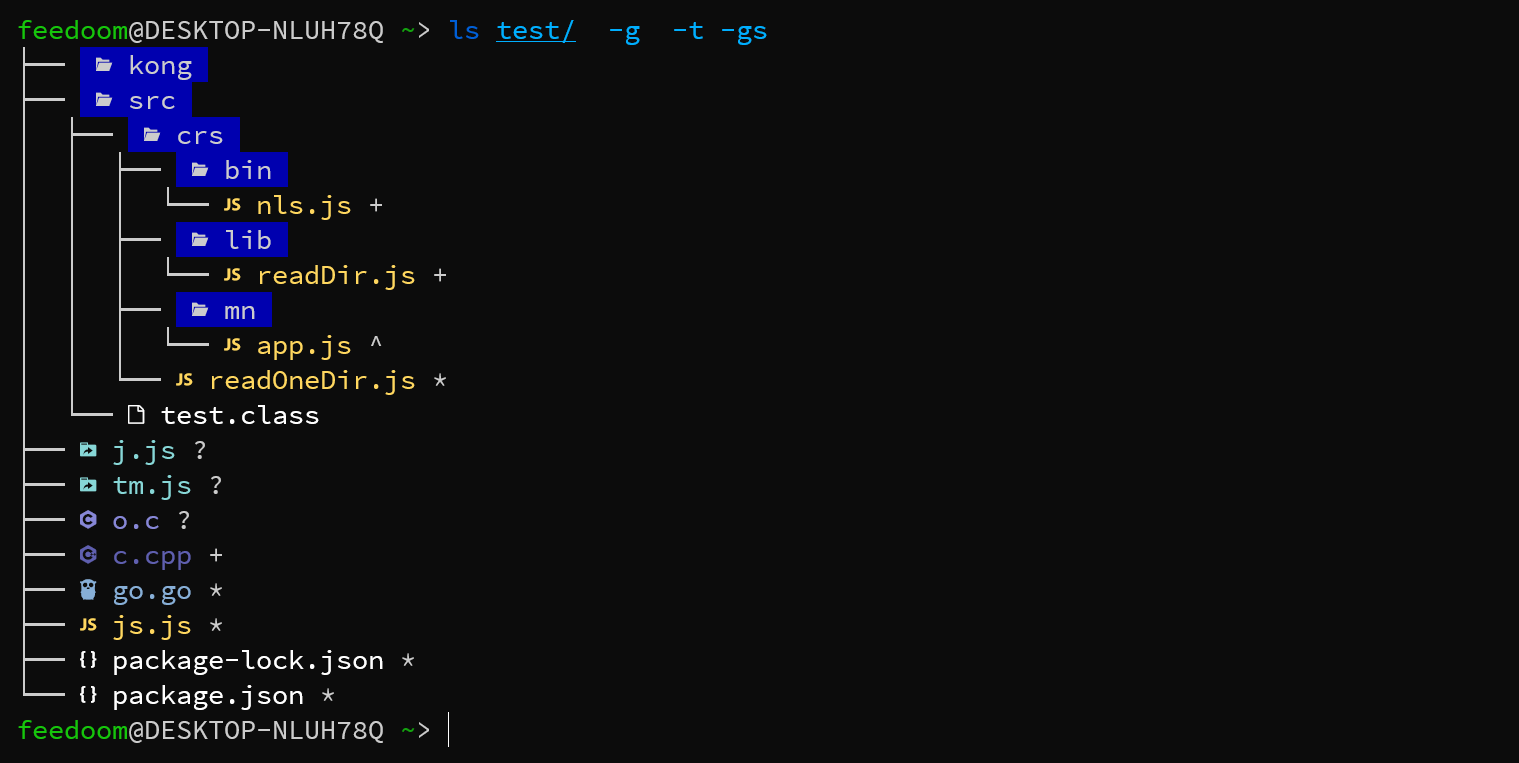 feedoom@DESKTOP-NLUH78Q ~> ls test/  -g  -t -gs
├── kong
├── src
│  ├── crs
│  │  ├── bin
│  │  │  └── JS nls.js +
│  │  ├── lib
│  │  │  └── JS readDir.js +
│  │  ├── mn
│  │  │  └── JS app.js ^
│  │  └── JS readOneDir.js *
│  └── test.class
├── j.js ?
├── tm.js ?
├── C o.c ?
├── C c.cpp +
├── go.go *
├── JS js.js *
├── {} package-lock.json *
└── {} package.json *
feedoom@DESKTOP-NLUH78Q ~>